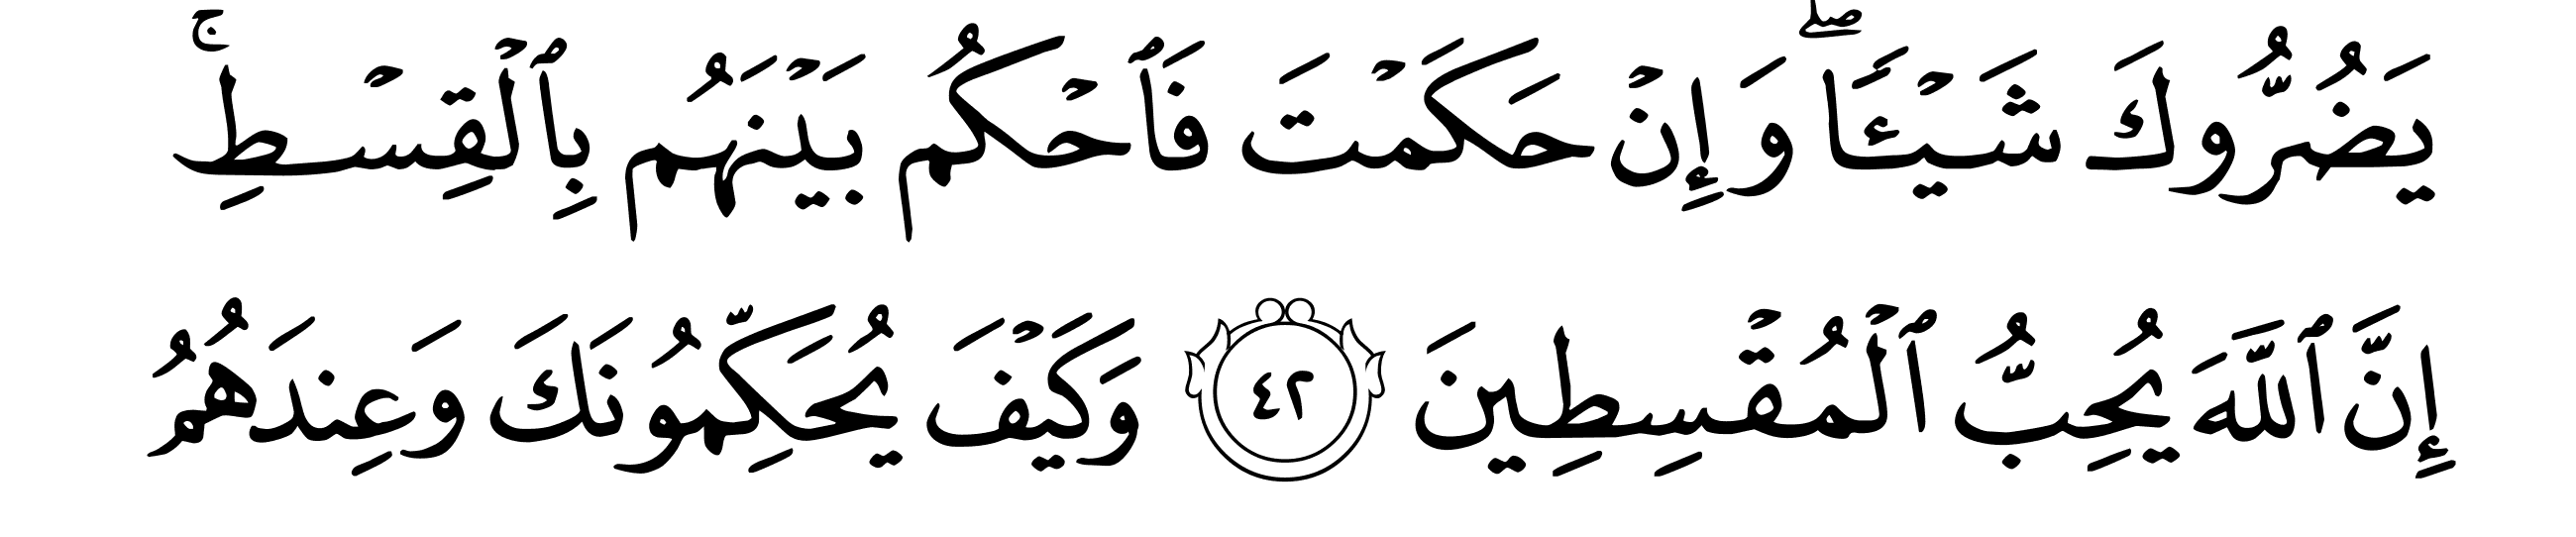 يَضُرُّوكَ شَيْـًٔا ۖ وَإِنْ حَكَمْتَ فَٱحْكُم بَيْنَهُم بِٱلْقِسْطِ ۚ
إِنَّ ٱللَّهَ يُحِبُّ ٱلْمُقْسِطِينَ ٤٢ وَكَيْفَ يُحَكِّمُونَكَ وَعِندَهُمُ